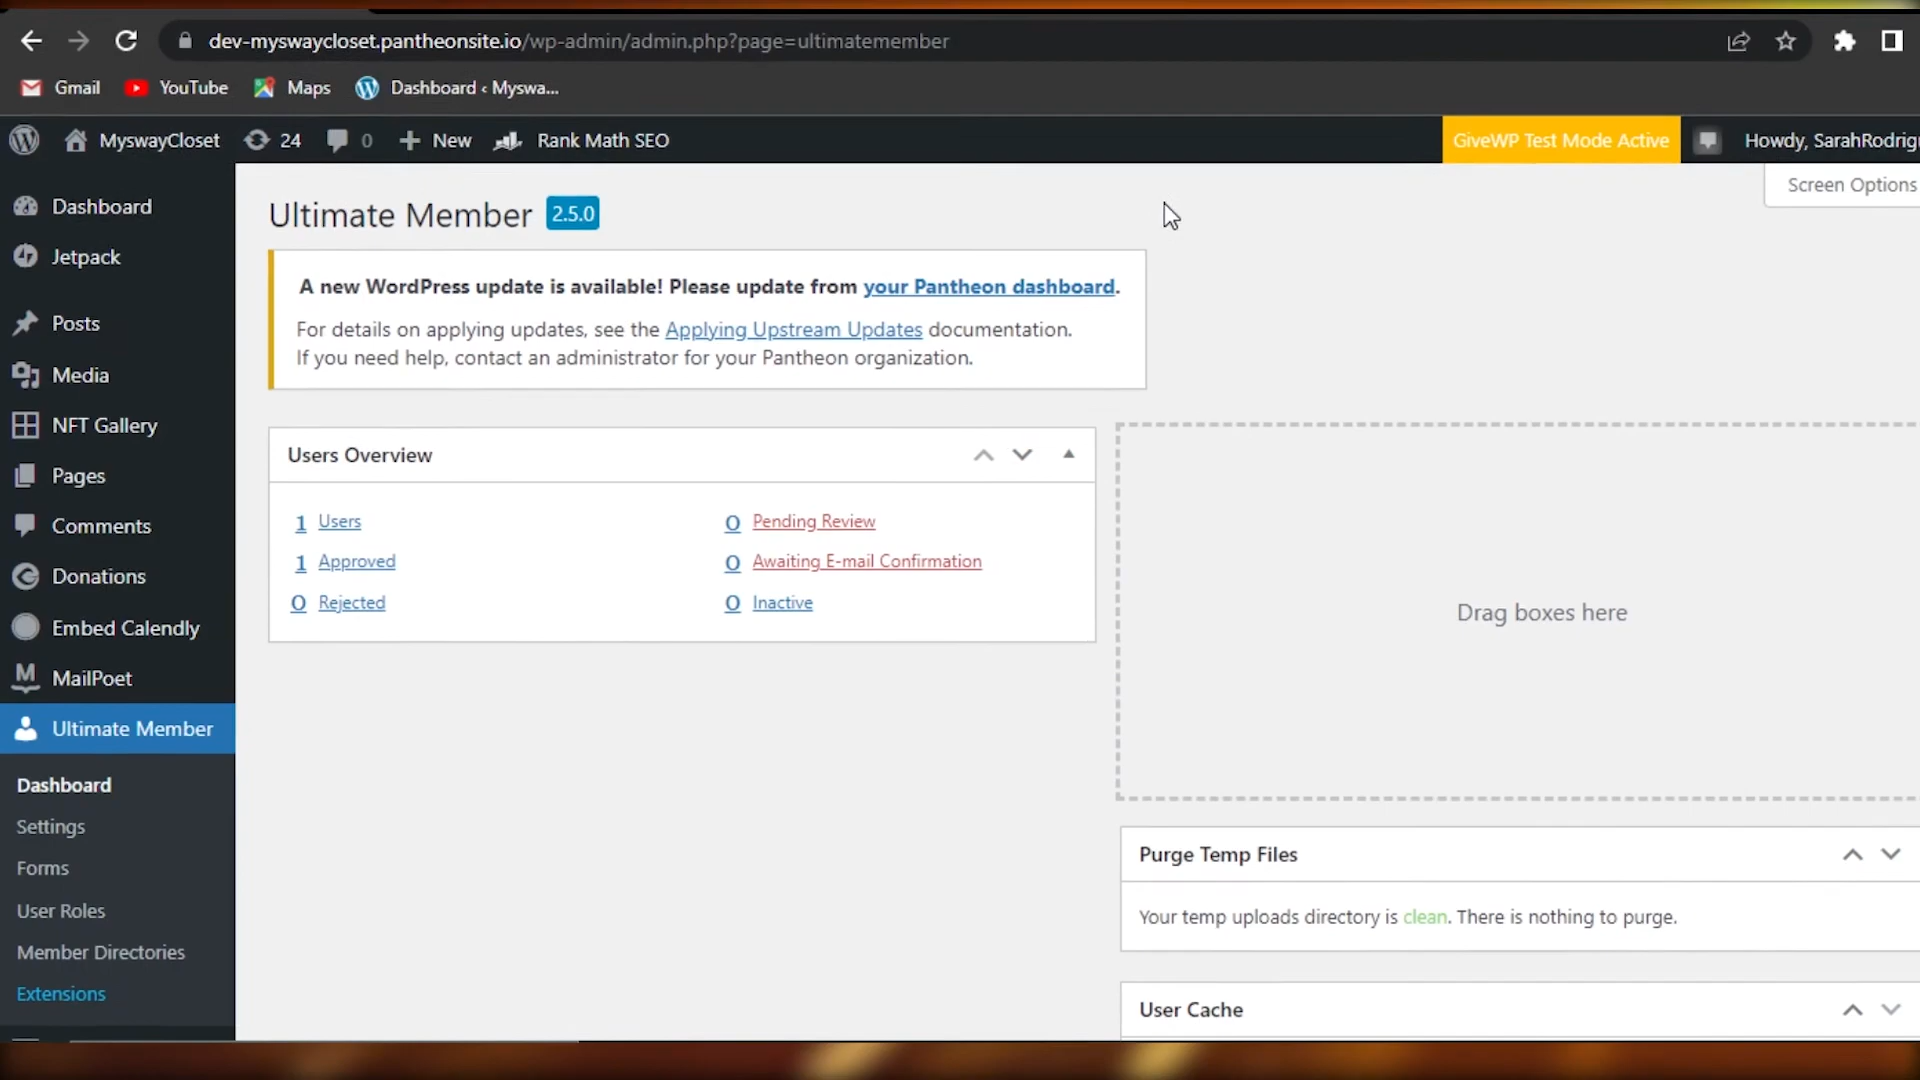 dev-myswaycloset.pantheonsite.io/wp-admin/admin.php?page=ultimatemember
Gmail YouTube Maps Dashboard ‹ Myswa...
MyswayCloset 24 0 New Rank Math SEO GiveWP Test Mode Active Howdy, SarahRodrig
Screen Options
Dashboard
Jetpack
Posts
Media
NFT Gallery
Pages
Comments
Donations
Embed Calendly
MailPoet
Ultimate Member
Dashboard
Settings
Forms
User Roles
Member Directories
Extensions
Ultimate Member 2.5.0
A new WordPress update is available! Please update from your Pantheon dashboard.
For details on applying updates, see the Applying Upstream Updates documentation.
If you need help, contact an administrator for your Pantheon organization.
Users Overview
1 Users
1 Approved
0 Rejected
0 Pending Review
0 Awaiting E-mail Confirmation
0 Inactive
Drag boxes here
Purge Temp Files
Your temp uploads directory is clean. There is nothing to purge.
User Cache